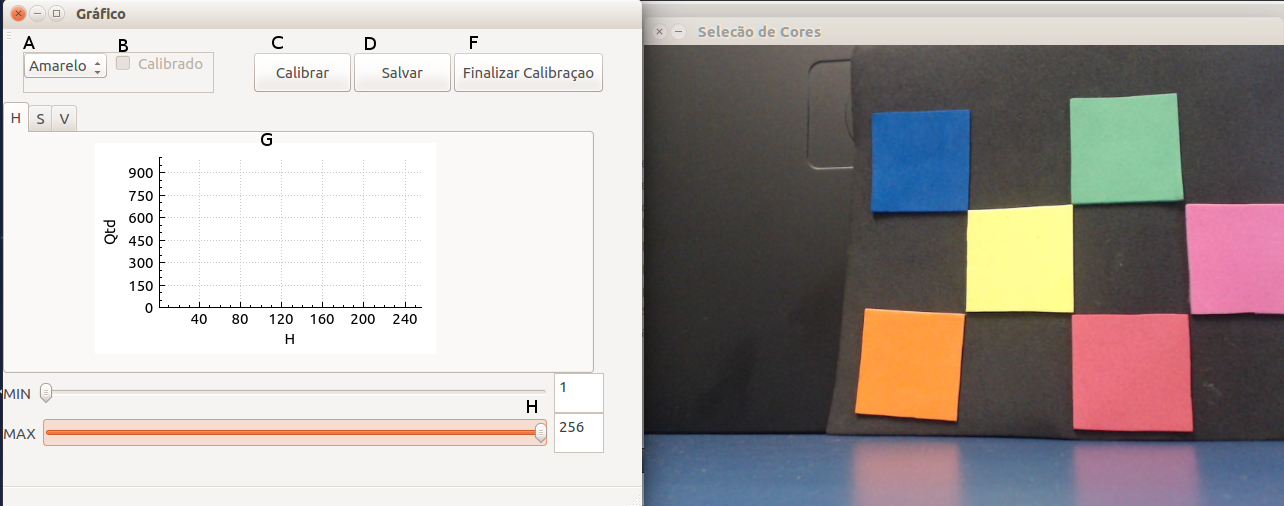 Gráfico
A
B
C
D
F
Amarelo
Calibrado
Calibrar
Salvar
Finalizar Calibraçao
H
S
V
G
900
750
600
450
300
150
0
Qtd
40
80
120
160
200
240
H
MIN
1
H
MAX
256
Selecão de Cores